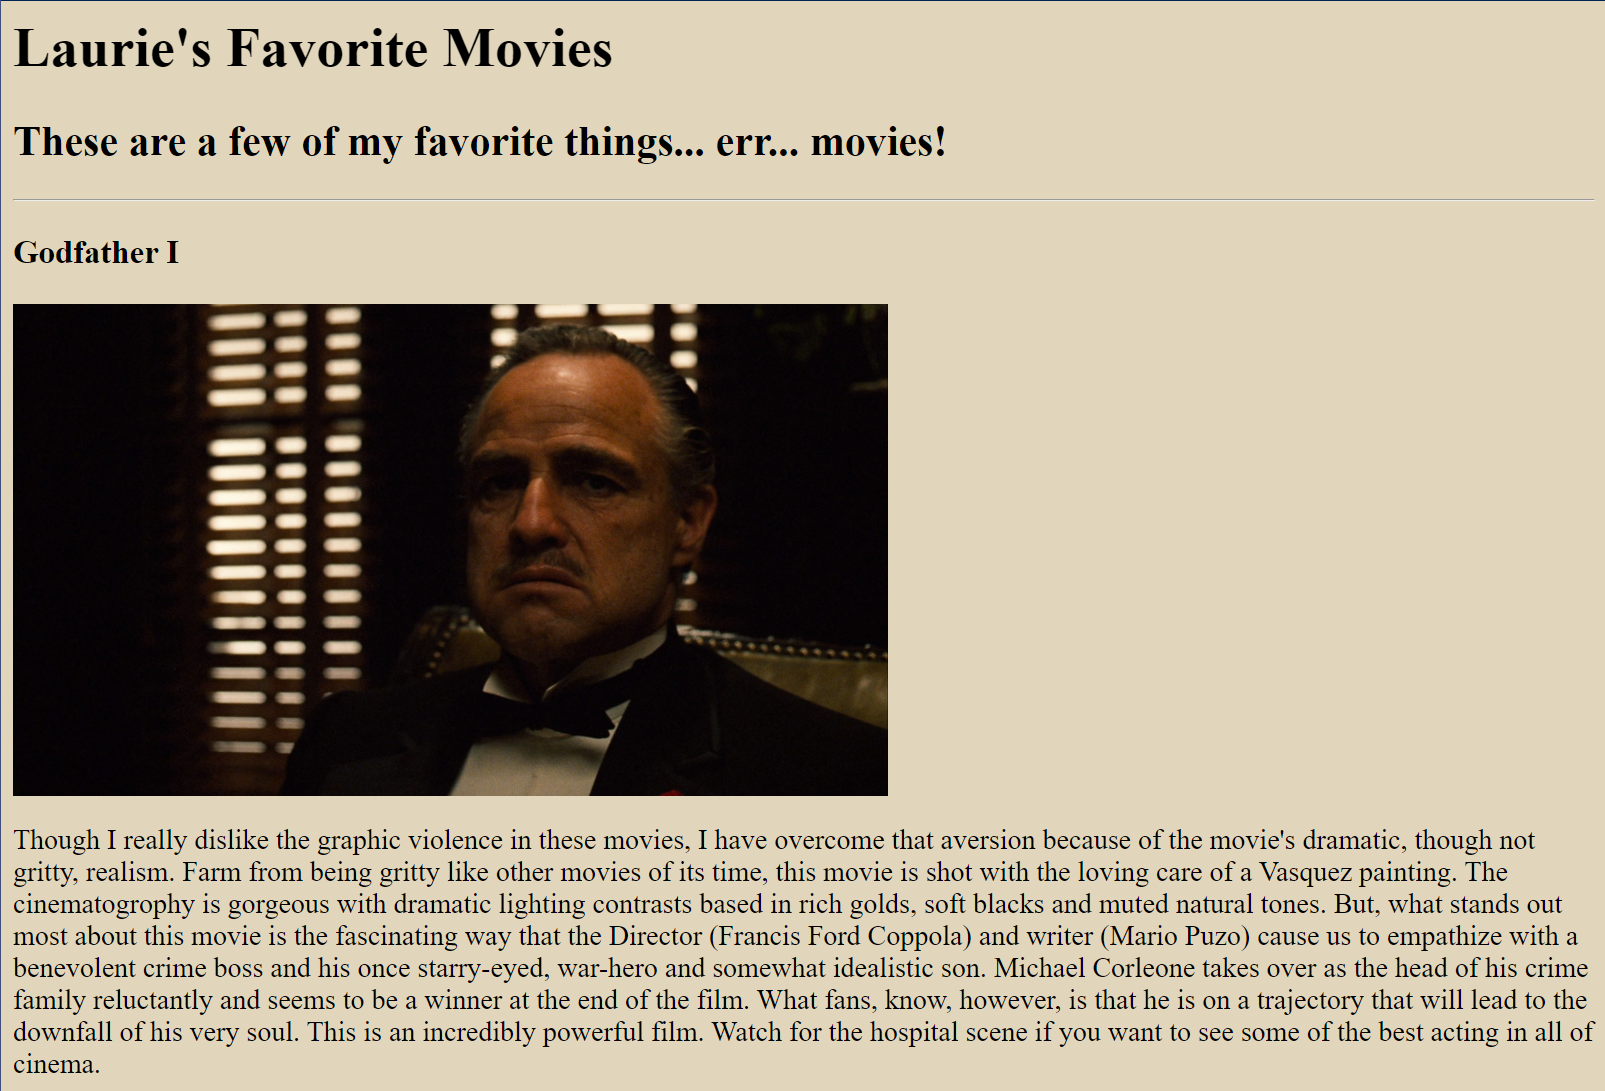 Laurie's Favorite Movies
These are a few of my favorite things... err... movies!
Godfather I
Though I really dislike the graphic violence in these movies, I have overcome that aversion because of the movie's dramatic, though not
gritty, realism. Farm from being gritty like other movies of its time, this movie is shot with the loving care of a Vasquez painting. The
cinematogrophy is gorgeous with dramatic lighting contrasts based in rich golds, soft blacks and muted natural tones. But, what stands out
most about this movie is the fascinating way that the Director (Francis Ford Coppola) and writer (Mario Puzo) cause us to empathize with a
benevolent crime boss and his once starry-eyed, war-hero and somewhat idealistic son. Michael Corleone takes over as the head of his crime
family reluctantly and seems to be a winner at the end of the film. What fans, know, however, is that he is on a trajectory that will lead to the
downfall of his very soul. This is an incredibly powerful film. Watch for the hospital scene if you want to see some of the best acting in all of
cinema.